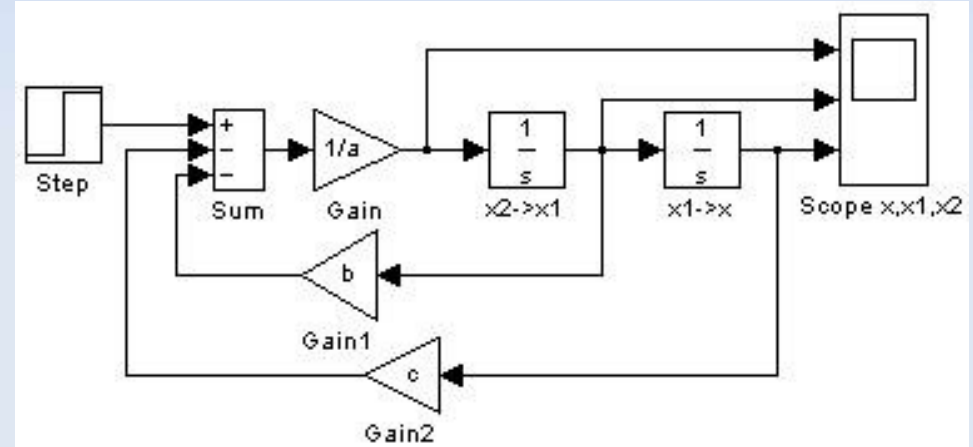 Step
+
−
−
Sum
1/a
Gain
1
s
x2->x1
1
s
x1->x
Scope x,x1,x2
b
Gain1
c
Gain2